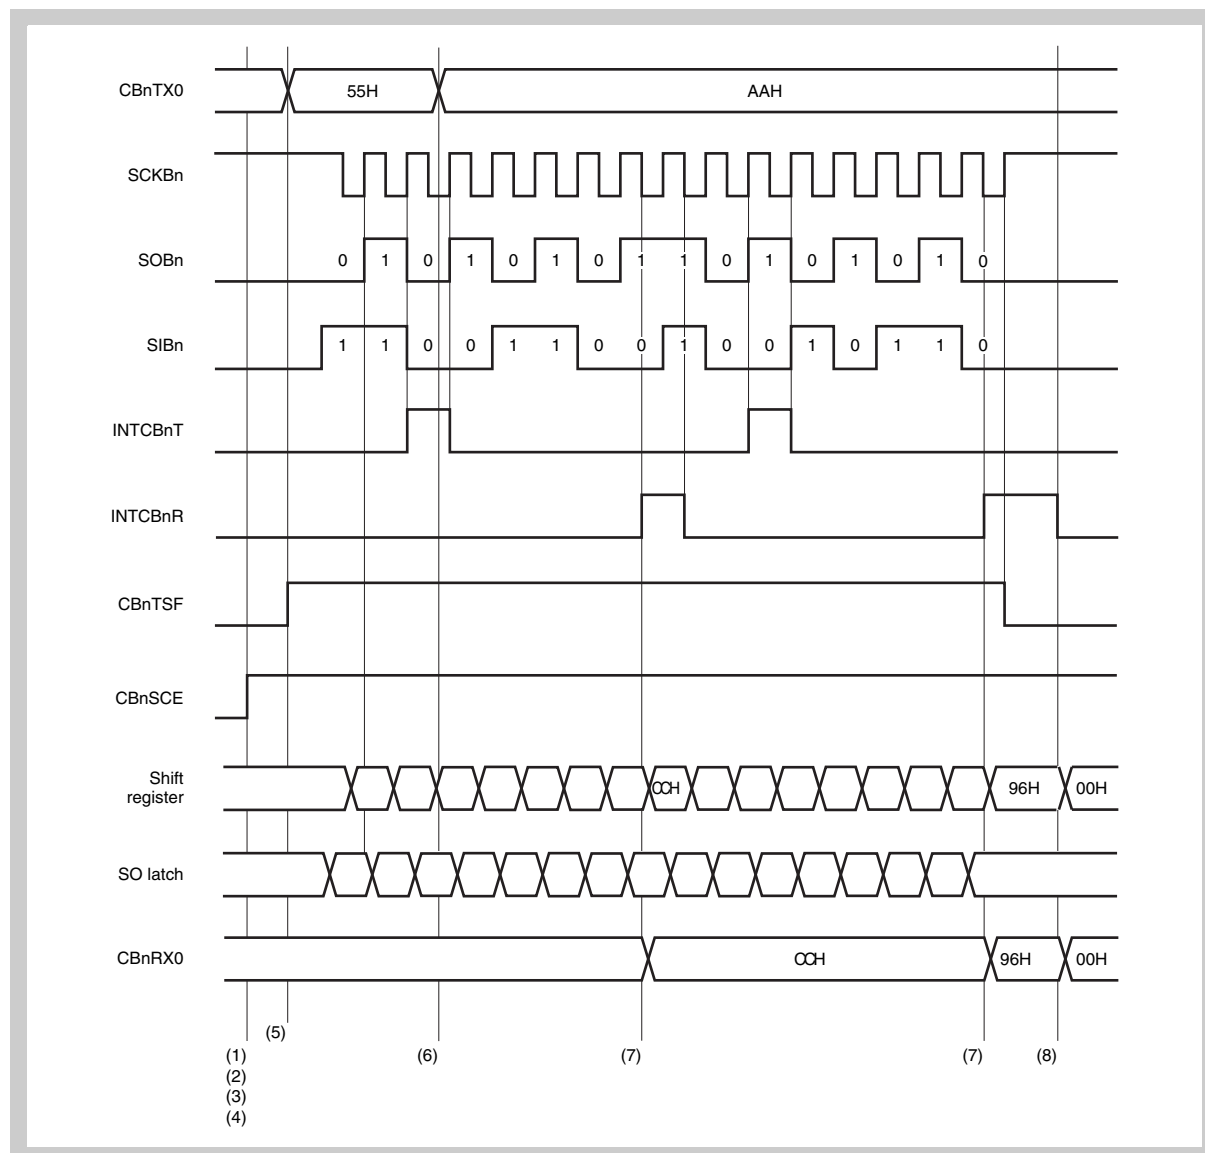 CBnTX0 55H AAH
SCKBn
SOBn 0 1 0 1 0 1 0 1 1 0 1 0 1 0 1 0
SIBn 1 1 0 0 1 1 0 0 1 0 0 1 0 1 1 0
INTCBnT
INTCBnR
CBnTSF
CBnSCE
Shift
register CCH 96H 00H
SO latch
CBnRX0 CCH 96H 00H
(5)
(1) (6) (7) (7) (8)
(2)
(3)
(4)